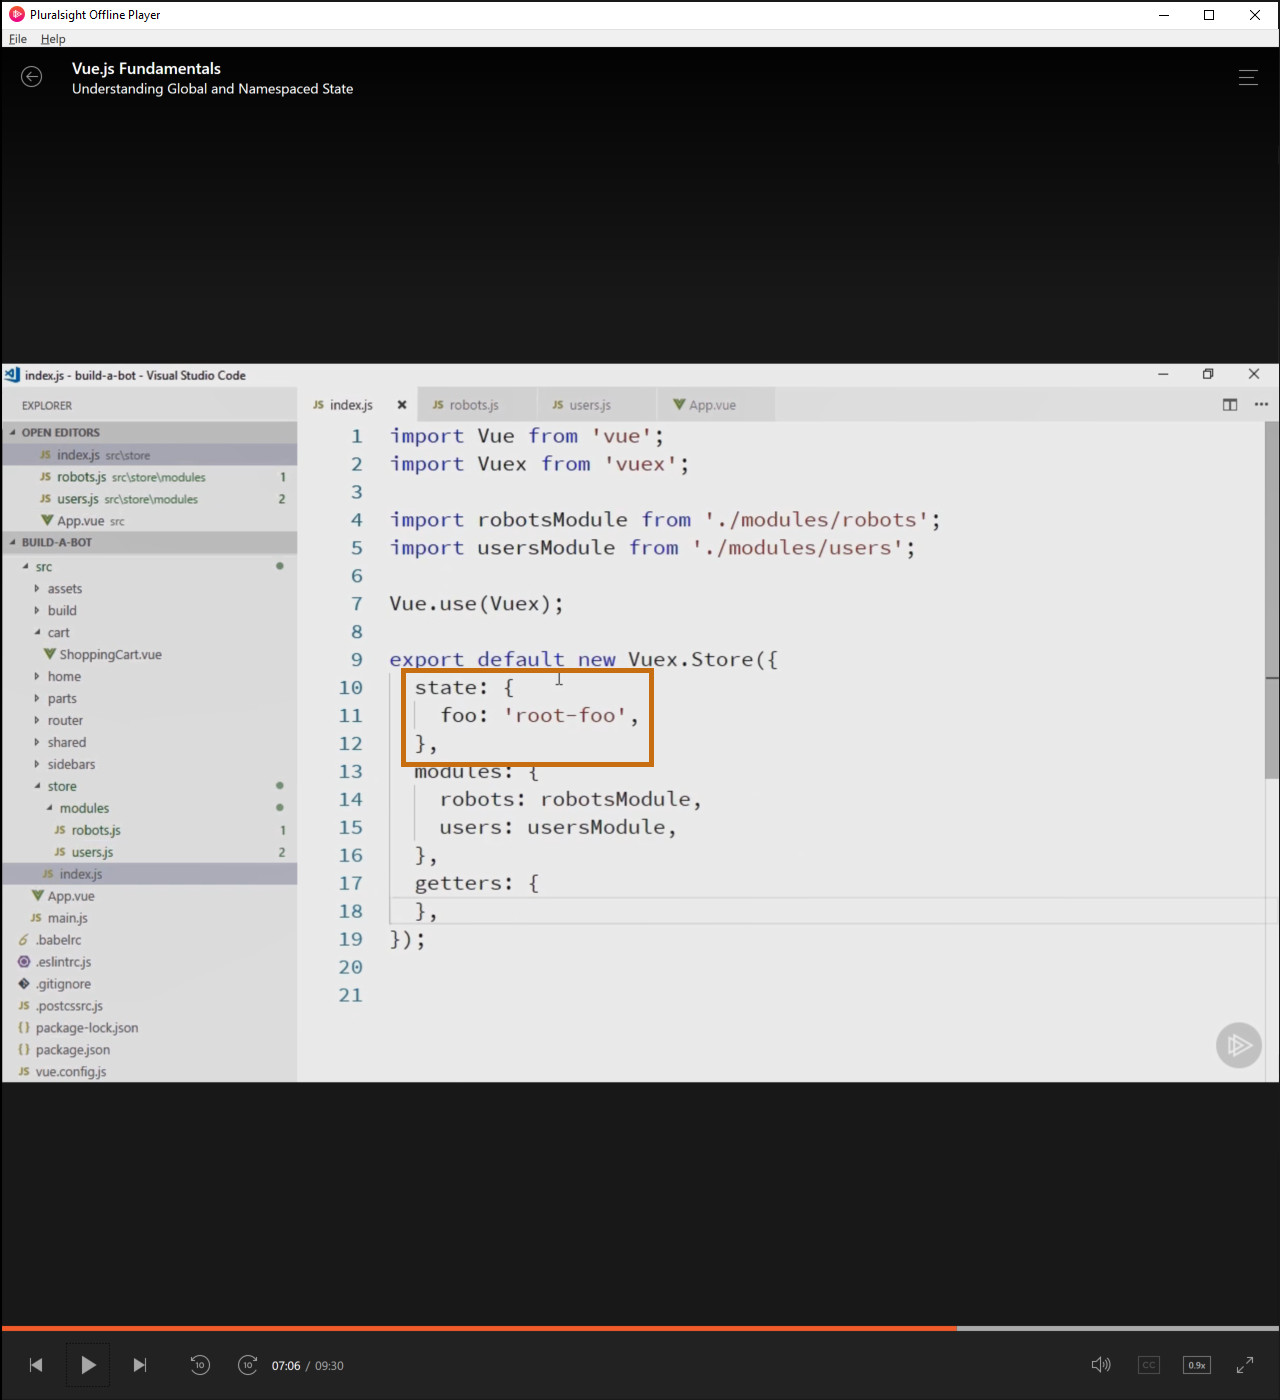 Pluralsight Offline Player
File Help
Vue.js Fundamentals
Understanding Global and Namespaced State
index.js - build-a-bot - Visual Studio Code
EXPLORER
OPEN EDITORS
JS index.js src\store
JS robots.js src\store\modules 1
JS users.js src\store\modules 2
App.vue src
BUILD-A-BOT
src
assets
build
cart
ShoppingCart.vue
home
parts
router
shared
sidebars
store
modules
JS robots.js 1
JS users.js 2
JS index.js
App.vue
JS main.js
6 .babelrc
.eslintrc.js
.gitignore
JS .postcssrc.js
{} package-lock.json
{} package.json
JS vue.config.js
JS index.js JS robots.js JS users.js App.vue
1 import Vue from 'vue';
2 import Vuex from 'vuex';
3
4 import robotsModule from './modules/robots';
5 import usersModule from './modules/users';
6
7 Vue.use(Vuex);
8
9 export default new Vuex.Store({
10 state: {
11 foo: 'root-foo',
12 },
13 modules: {
14 robots: robotsModule,
15 users: usersModule,
16 },
17 getters: {
18 },
19 });
20
21
10 10 07:06 / 09:30 CC 0.9x